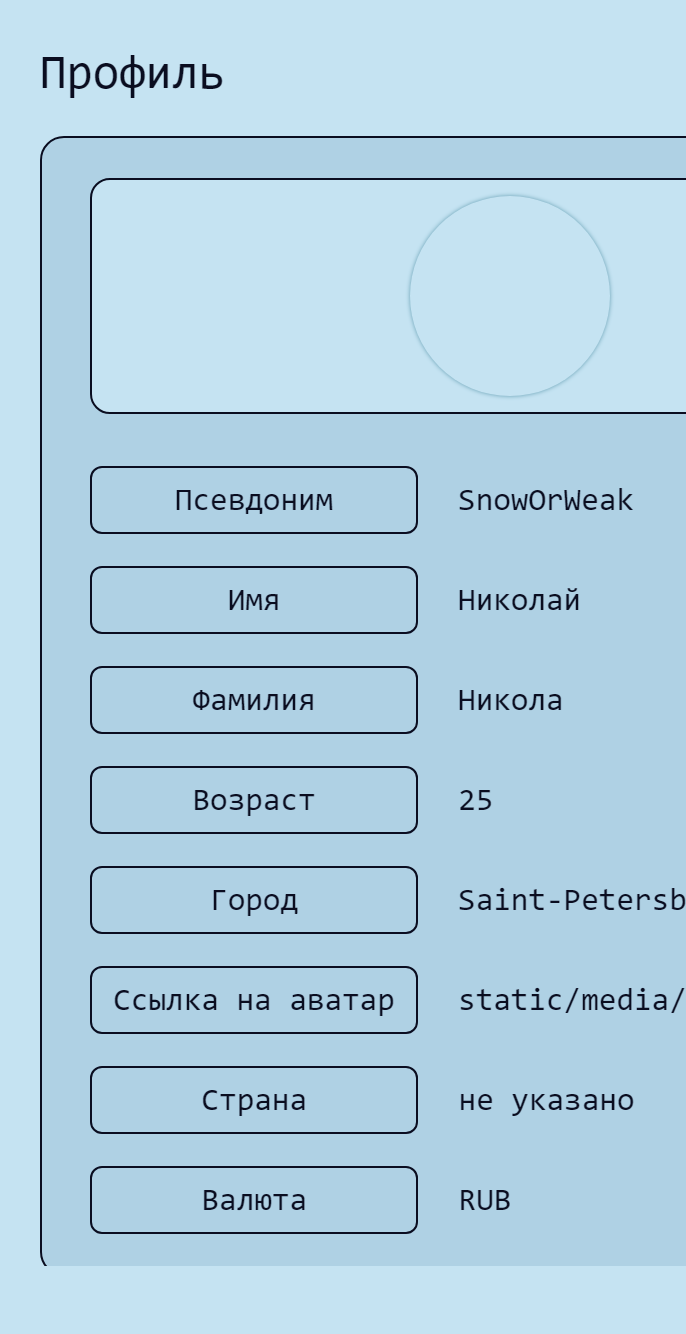 Профиль
Псевдоним SnowOrWeak
Имя Николай
Фамилия Никола
Возраст 25
Город Saint-Petersb
Ссылка на аватар static/media/
Страна не указано
Валюта RUB